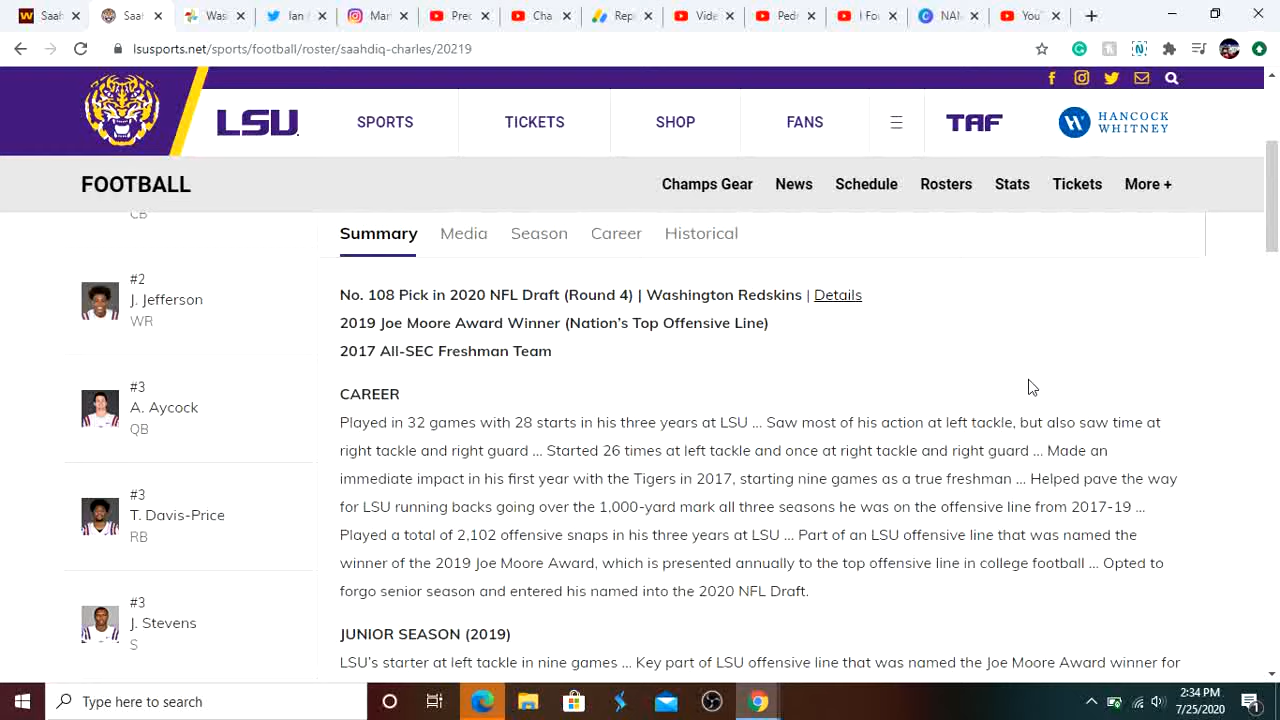 Saah
Saah
Wash
Ian
Mar
Prec
Cha
Rep
Vide
Ped
I Fo
NAM
You
lsusports.net/sports/football/roster/saahdiq-charles/20219
LSU
SPORTS
TICKETS
SHOP
FANS
TAF
HANCOCK
WHITNEY
FOOTBALL
Champs Gear
News
Schedule
Rosters
Stats
Tickets
More +
CB
#2
J. Jefferson
WR
#3
A. Aycock
QB
#3
T. Davis-Price
RB
#3
J. Stevens
S
Summary
Media
Season
Career
Historical
No. 108 Pick in 2020 NFL Draft (Round 4) | Washington Redskins | Details
2019 Joe Moore Award Winner (Nation's Top Offensive Line)
2017 All-SEC Freshman Team
CAREER
Played in 32 games with 28 starts in his three years at LSU ... Saw most of his action at left tackle, but also saw time at
right tackle and right guard ... Started 26 times at left tackle and once at right tackle and right guard ... Made an
immediate impact in his first year with the Tigers in 2017, starting nine games as a true freshman ... Helped pave the way
for LSU running backs going over the 1,000-yard mark all three seasons he was on the offensive line from 2017-19 ...
Played a total of 2,102 offensive snaps in his three years at LSU ... Part of an LSU offensive line that was named the
winner of the 2019 Joe Moore Award, which is presented annually to the top offensive line in college football ... Opted to
forgo senior season and entered his named into the 2020 NFL Draft.
JUNIOR SEASON (2019)
LSU's starter at left tackle in nine games ... Key part of LSU offensive line that was named the Joe Moore Award winner for
Type here to search
2:34 PM
7/25/2020